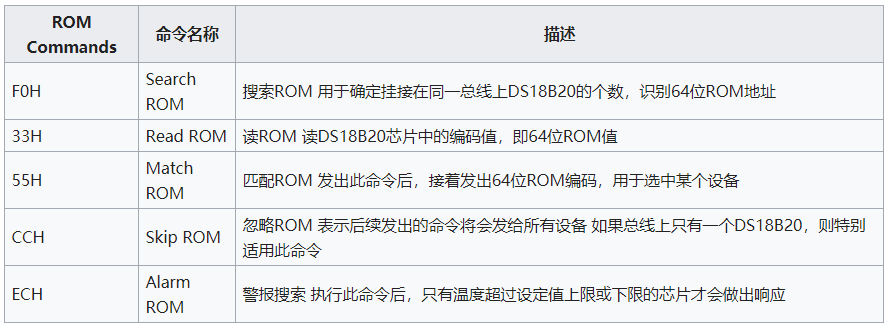 ROM Commands 命令名称 描述
F0H Search ROM 搜索ROM 用于确定挂接在同一总线上DS18B20的个数，识别64位ROM地址
33H Read ROM 读ROM 读DS18B20芯片中的编码值，即64位ROM值
55H Match ROM 匹配ROM 发出此命令后，接着发出64位ROM编码，用于选中某个设备
CCH Skip ROM 忽略ROM 表示后续发出的命令将会发给所有设备 如果总线上只有一个DS18B20，则特别
适用此命令
ECH Alarm ROM 警报搜索 执行此命令后，只有温度超过设定值上限或下限的芯片才会做出响应